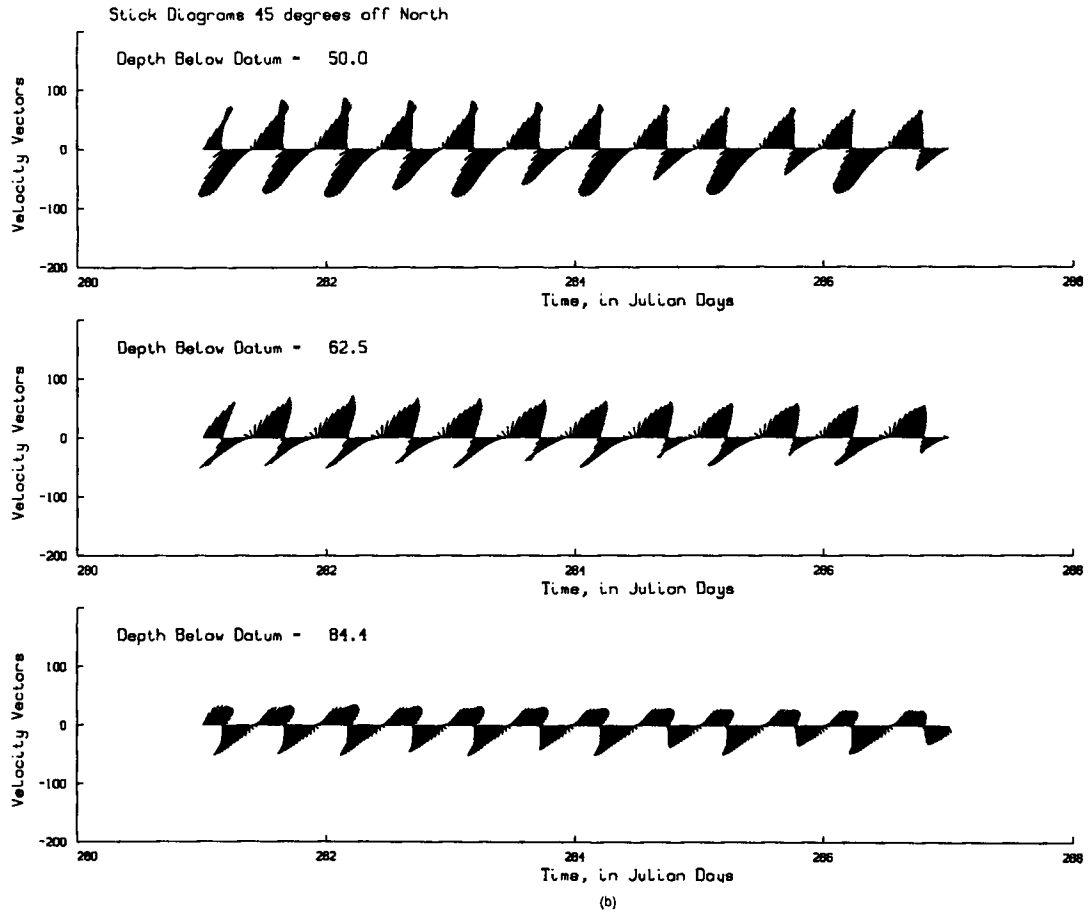 Stick Diagrams 45 degrees off North
Depth Below Datum - 50.0
Velocity Vectors
100
0
-100
-200
280
282
284
286
288
Time, in Julian Days
Depth Below Datum - 62.5
Velocity Vectors
100
0
-100
-200
280
282
284
286
288
Time, in Julian Days
Depth Below Datum - 84.4
Velocity Vectors
100
0
-100
-200
280
282
284
286
288
Time, in Julian Days
(b)